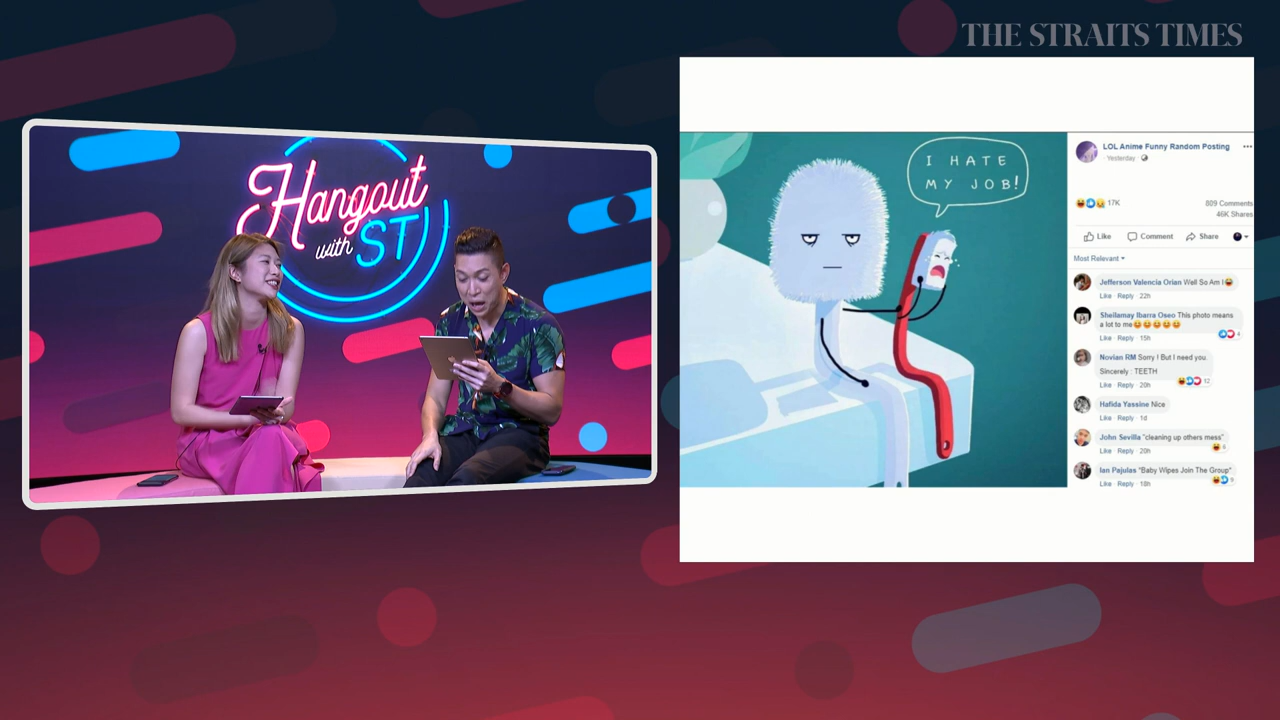 THE STRAITS TIMES
Hangout
with ST
I HATE
MY JOB!
LOL Anime Funny Random Posting
Yesterday
17K
809 Comments
46K Shares
Like Comment Share
Most Relevant
Jefferson Valencia Orian Well So Am I
Like · Reply · 22h
Sheilamay Ibarra Oseo This photo means
a lot to me
4
Like · Reply · 15h
Novian RM Sorry ! But I need you.
Sincerely : TEETH
12
Like · Reply · 20h
Hafida Yassine Nice
Like · Reply · 1d
John Sevilla "cleaning up others mess"
Like · Reply · 20h
Ian Pajulas "Baby Wipes Join The Group"
Like · Reply · 18h